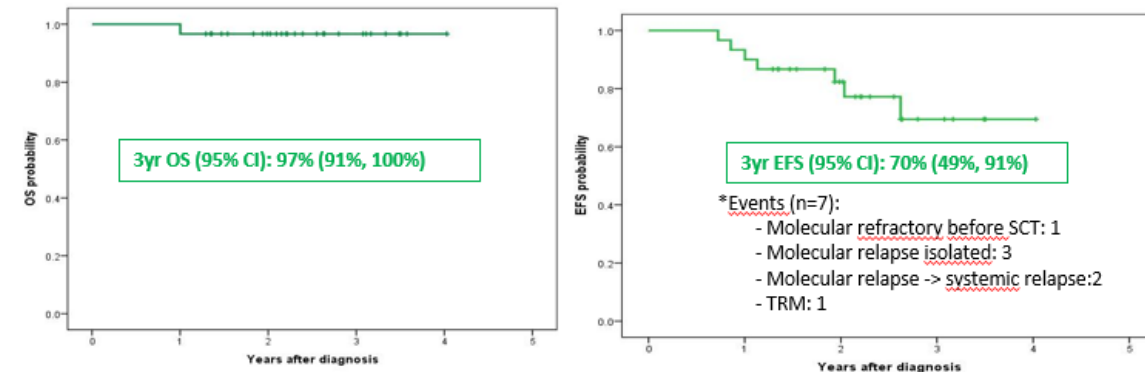 1.0
0.8
0.6
0.4
0.2
0.0
OS probability
3yr OS (95% CI): 97% (91%, 100%)
0 1 2 3 4 5
Years after diagnosis
1.0
0.8
0.6
0.4
0.2
0.0
EFS probability
3yr EFS (95% CI): 70% (49%, 91%)
*Events (n=7):
- Molecular refractory before SCT: 1
- Molecular relapse isolated: 3
- Molecular relapse -> systemic relapse:2
- TRM: 1
0 1 2 3 4 5
Years after diagnosis